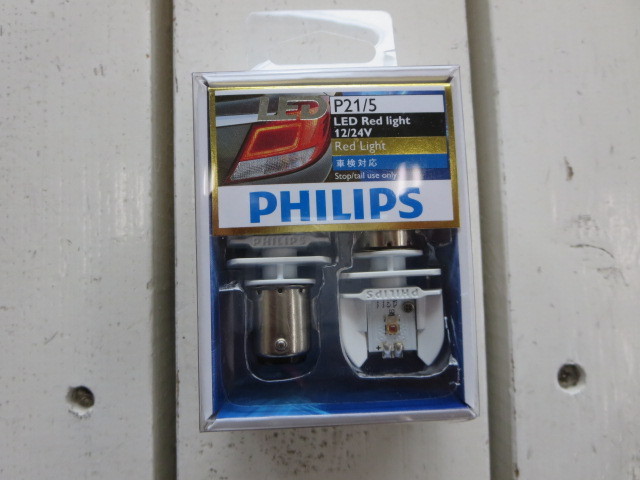 LED
P21/5
LED Red light
12/24V
Red Light
車検対応
Stop/tail use only
PHILIPS
PHILIPS
PHILIPS